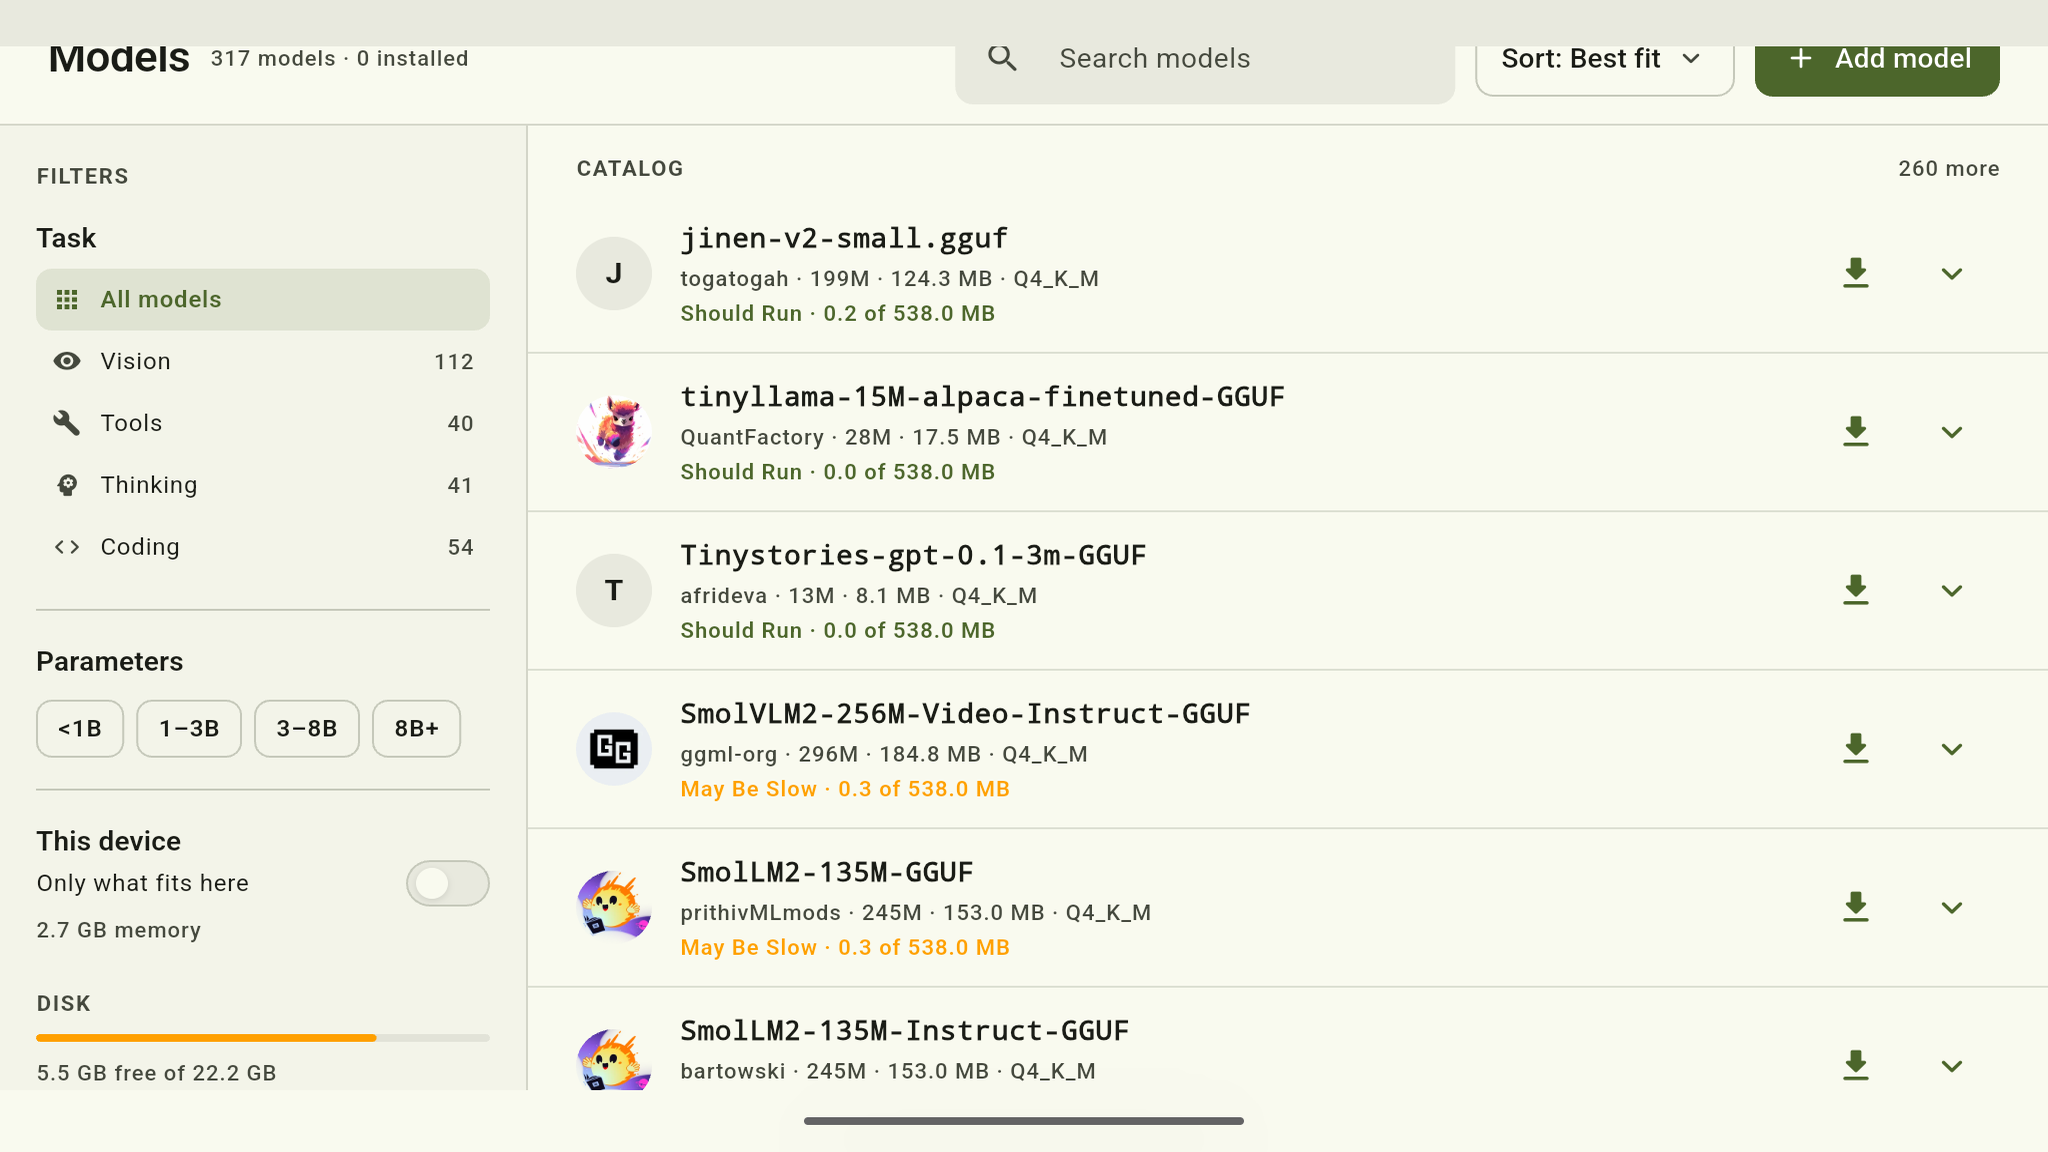 Models 317 models · 0 installed
Search models
Sort: Best fit
+ Add model
FILTERS
Task
All models
Vision 112
Tools 40
Thinking 41
Coding 54
Parameters
<1B 1–3B 3–8B 8B+
This device
Only what fits here
2.7 GB memory
DISK
5.5 GB free of 22.2 GB
CATALOG 260 more
J
jinen-v2-small.gguf
togatogah · 199M · 124.3 MB · Q4_K_M
Should Run · 0.2 of 538.0 MB
tinyllama-15M-alpaca-finetuned-GGUF
QuantFactory · 28M · 17.5 MB · Q4_K_M
Should Run · 0.0 of 538.0 MB
T
Tinystories-gpt-0.1-3m-GGUF
afrideva · 13M · 8.1 MB · Q4_K_M
Should Run · 0.0 of 538.0 MB
GG
SmolVLM2-256M-Video-Instruct-GGUF
ggml-org · 296M · 184.8 MB · Q4_K_M
May Be Slow · 0.3 of 538.0 MB
SmolLM2-135M-GGUF
prithivMLmods · 245M · 153.0 MB · Q4_K_M
May Be Slow · 0.3 of 538.0 MB
SmolLM2-135M-Instruct-GGUF
bartowski · 245M · 153.0 MB · Q4_K_M